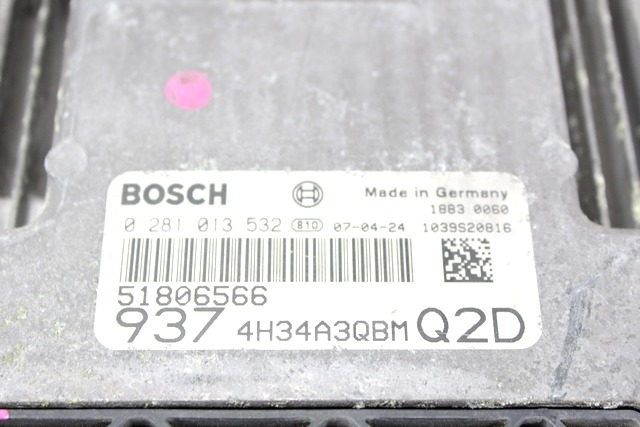 BOSCH Made in Germany
1883 0060
0 281 013 532 810 07-04-24 1039S20816
51806566
937 4H34A3QBM Q2D